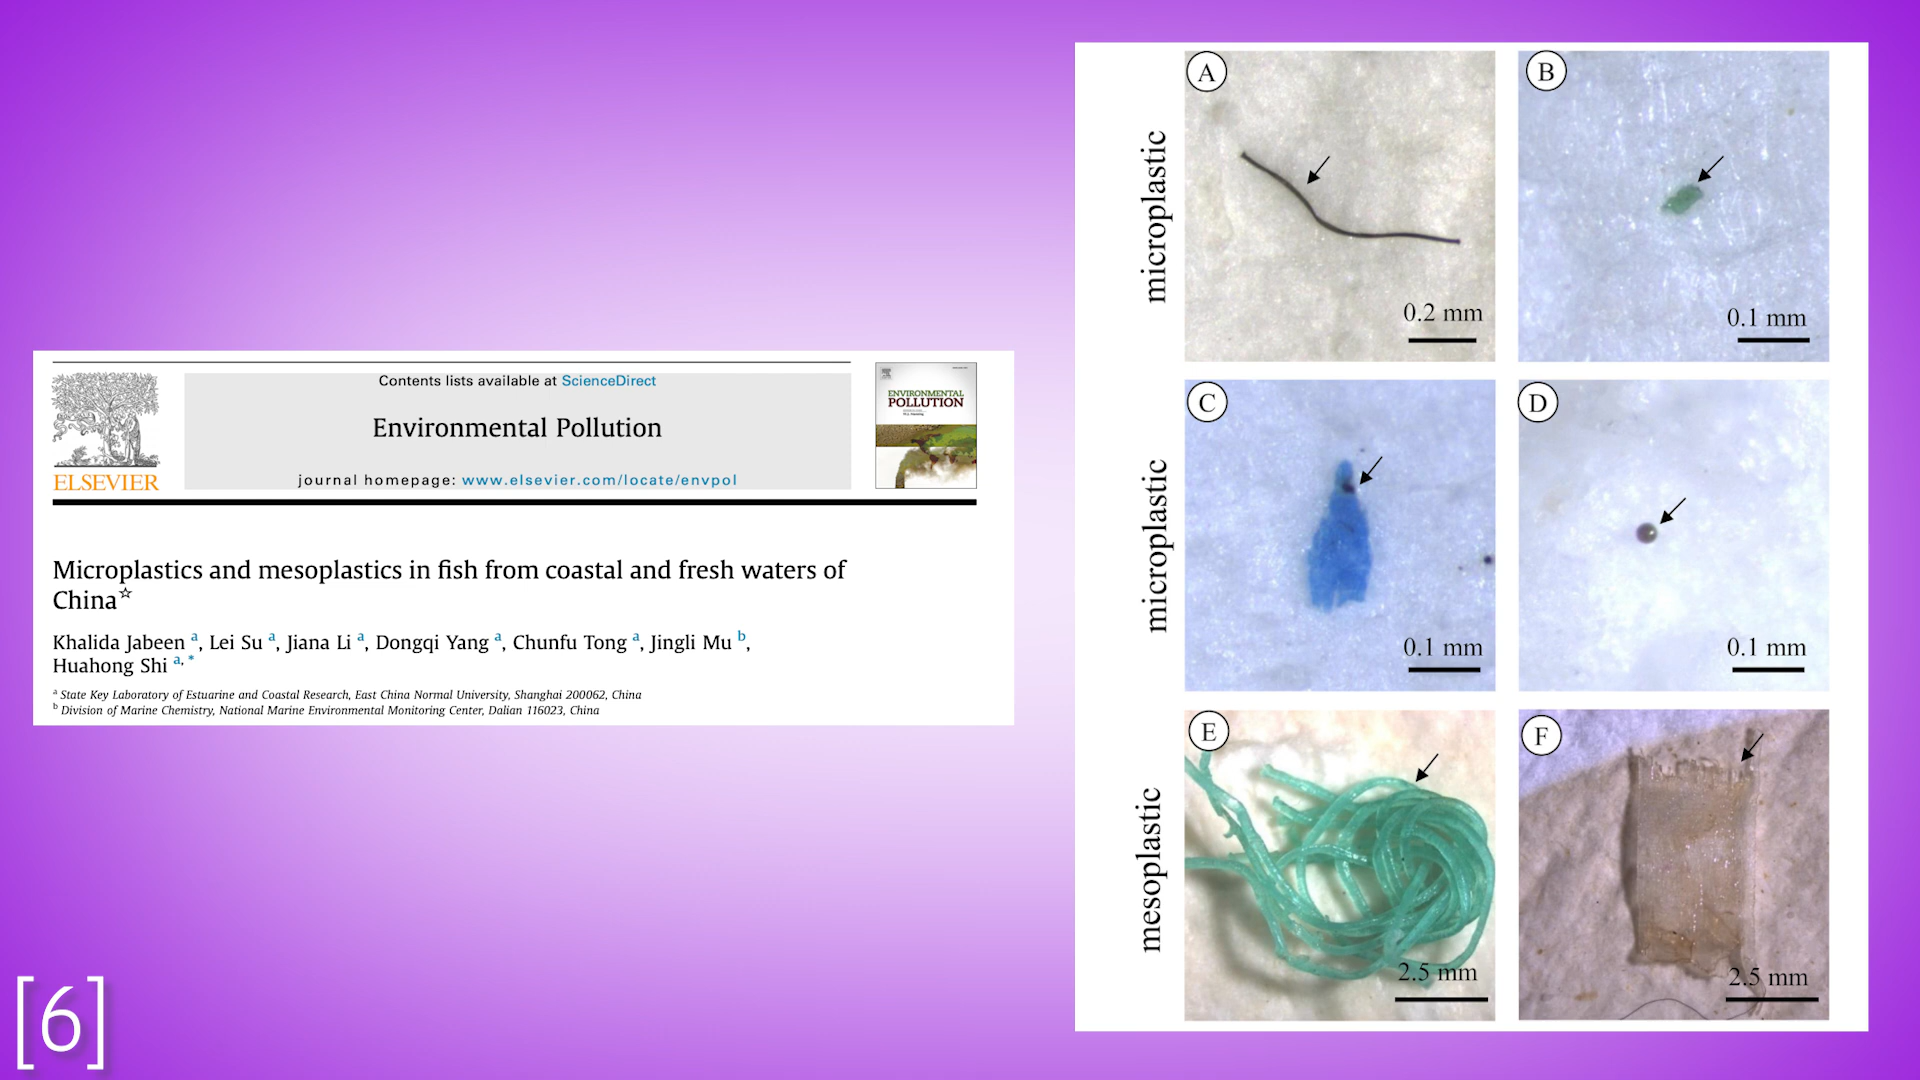 Contents lists available at ScienceDirect
Environmental Pollution
journal homepage: www.elsevier.com/locate/envpol
ELSEVIER
ENVIRONMENTAL
POLLUTION
Microplastics and mesoplastics in fish from coastal and fresh waters of
China☆
Khalida Jabeen a, Lei Su a, Jiana Li a, Dongqi Yang a, Chunfu Tong a, Jingli Mu b,
Huahong Shi a, *
a State Key Laboratory of Estuarine and Coastal Research, East China Normal University, Shanghai 200062, China
b Division of Marine Chemistry, National Marine Environmental Monitoring Center, Dalian 116023, China
[6]
microplastic
A
0.2 mm
B
0.1 mm
microplastic
C
0.1 mm
D
0.1 mm
mesoplastic
E
2.5 mm
F
2.5 mm